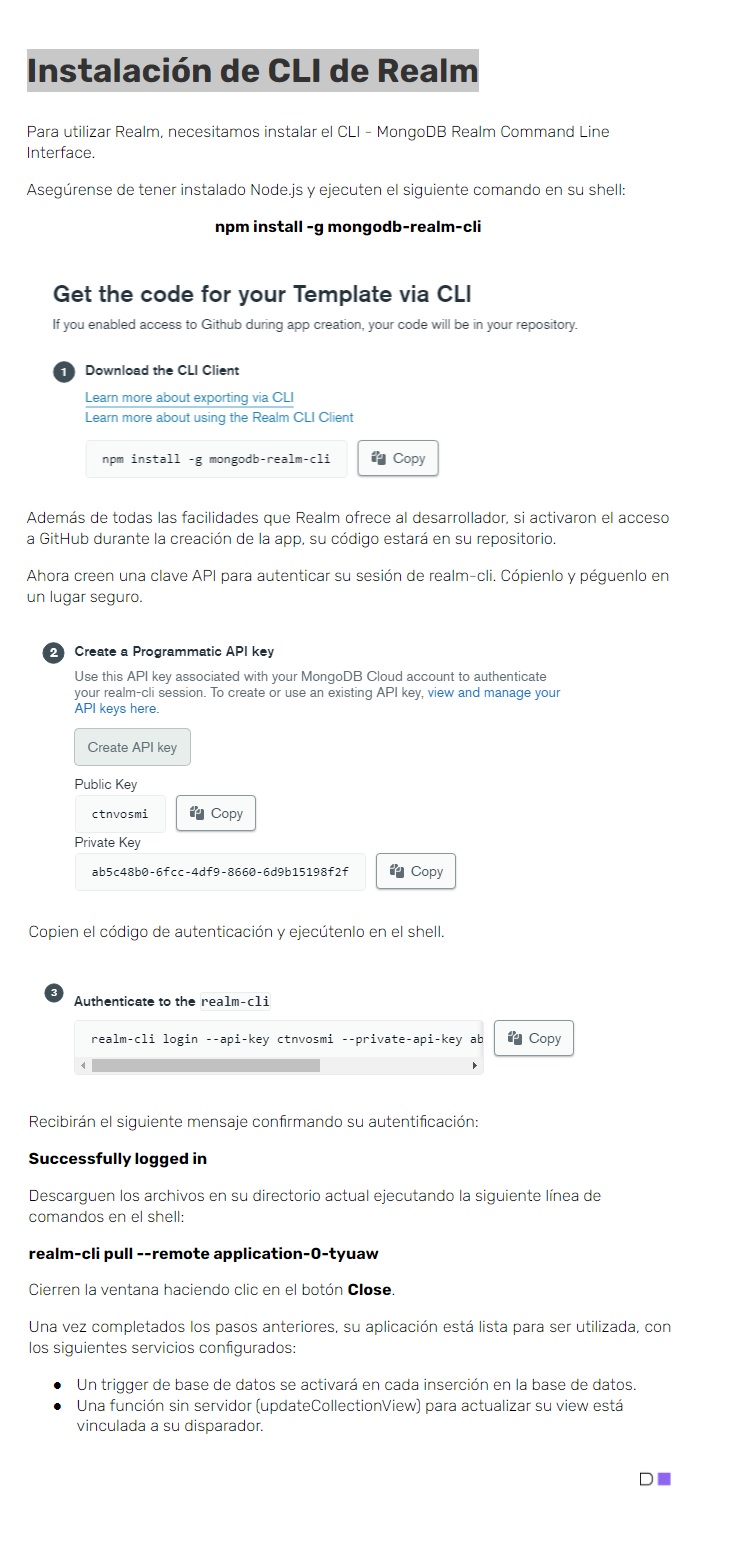 Instalación de CLI de Realm
Para utilizar Realm, necesitamos instalar el CLI - MongoDB Realm Command Line
Interface.
Asegúrense de tener instalado Node.js y ejecuten el siguiente comando en su shell:
npm install -g mongodb-realm-cli
Get the code for your Template via CLI
If you enabled access to Github during app creation, your code will be in your repository.
1 Download the CLI Client
Learn more about exporting via CLI
Learn more about using the Realm CLI Client
npm install -g mongodb-realm-cli Copy
Además de todas las facilidades que Realm ofrece al desarrollador, si activaron el acceso
a GitHub durante la creación de la app, su código estará en su repositorio.
Ahora creen una clave API para autenticar su sesión de realm-cli. Cópienlo y péguenlo en
un lugar seguro.
2 Create a Programmatic API key
Use this API key associated with your MongoDB Cloud account to authenticate
your realm-cli session. To create or use an existing API key, view and manage your
API keys here.
Create API key
Public Key
ctnvosmi Copy
Private Key
ab5c48b0-6fcc-4df9-8660-6d9b15198f2f Copy
Copien el código de autenticación y ejecútenlo en el shell.
3 Authenticate to the realm-cli
realm-cli login --api-key ctnvosmi --private-api-key ab Copy
Recibirán el siguiente mensaje confirmando su autentificación:
Successfully logged in
Descarguen los archivos en su directorio actual ejecutando la siguiente línea de
comandos en el shell:
realm-cli pull --remote application-0-tyuaw
Cierren la ventana haciendo clic en el botón Close.
Una vez completados los pasos anteriores, su aplicación está lista para ser utilizada, con
los siguientes servicios configurados:
● Un trigger de base de datos se activará en cada inserción en la base de datos.
● Una función sin servidor (updateCollectionView) para actualizar su view está
vinculada a su disparador.
D